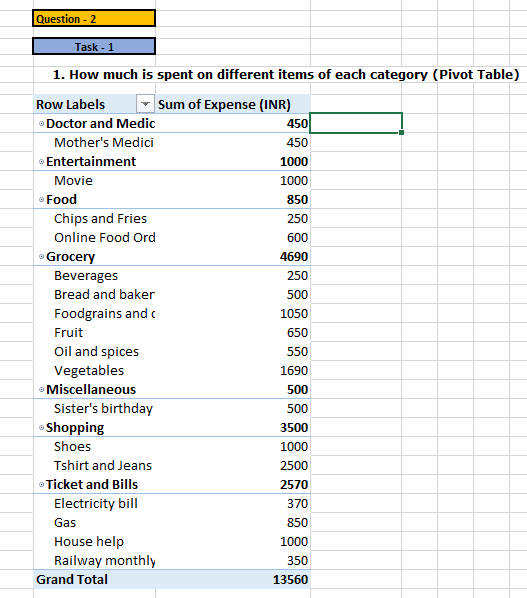 Question - 2
Task - 1
1. How much is spent on different items of each category (Pivot Table)
Row Labels Sum of Expense (INR)
Doctor and Medic 450
Mother's Medici 450
Entertainment 1000
Movie 1000
Food 850
Chips and Fries 250
Online Food Ord 600
Grocery 4690
Beverages 250
Bread and baker 500
Foodgrains and 1050
Fruit 650
Oil and spices 550
Vegetables 1690
Miscellaneous 500
Sister's birthday 500
Shopping 3500
Shoes 1000
Tshirt and Jeans 2500
Ticket and Bills 2570
Electricity bill 370
Gas 850
House help 1000
Railway monthly 350
Grand Total 13560